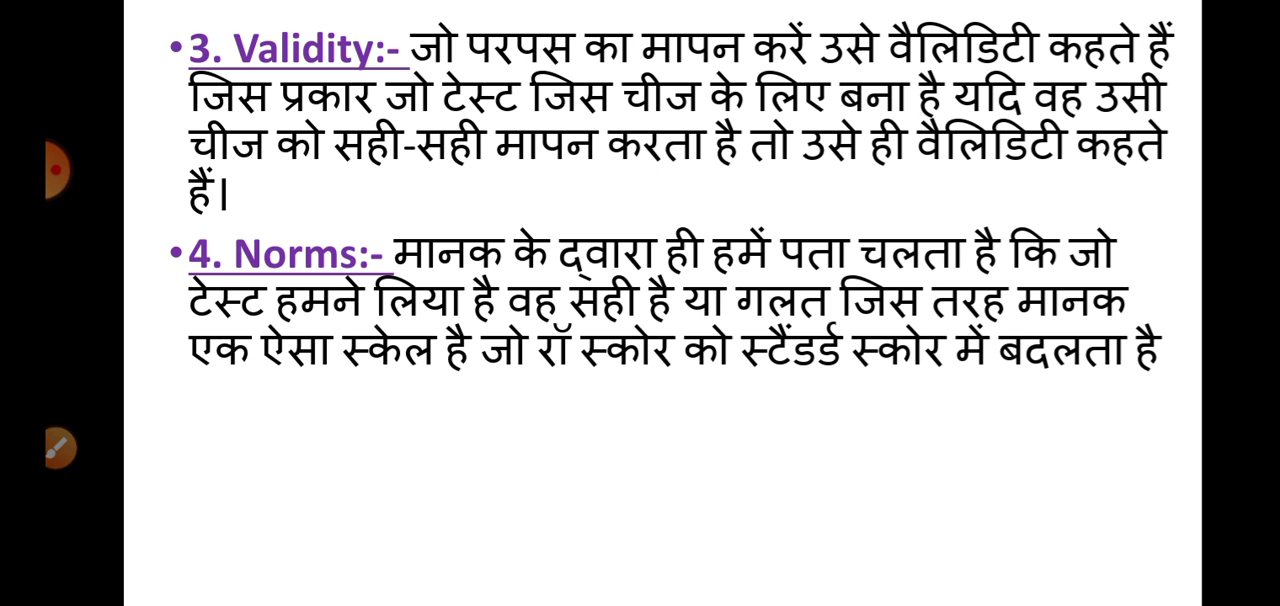 •3. Validity:- जो परपस का मापन करें उसे वैलिडिटी कहते हैं
जिस प्रकार जो टेस्ट जिस चीज के लिए बना है यदि वह उसी
चीज को सही-सही मापन करता है तो उसे ही वैलिडिटी कहते
हैं।
•4. Norms:- मानक के द्वारा ही हमें पता चलता है कि जो
टेस्ट हमने लिया है वह सही है या गलत जिस तरह मानक
एक ऐसा स्केल है जो रॉ स्कोर को स्टैंडर्ड स्कोर में बदलता है